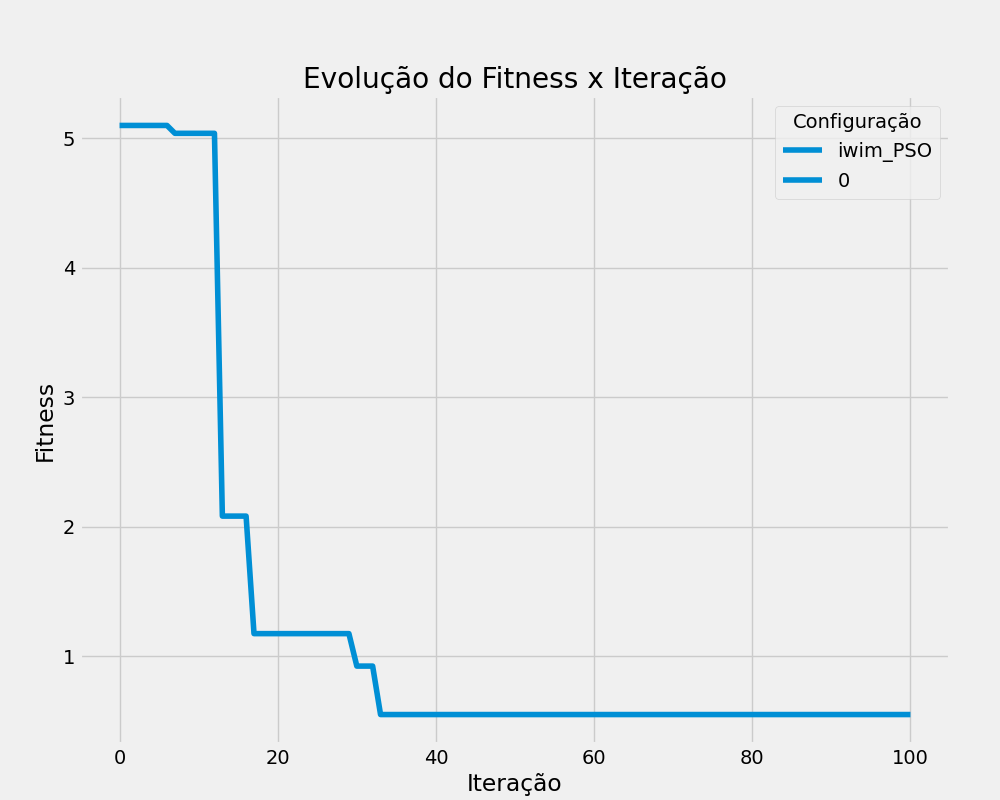 Evolução do Fitness x Iteração
Configuração
iwim_PSO
0
Fitness
5
4
3
2
1
0 20 40 60 80 100
Iteração